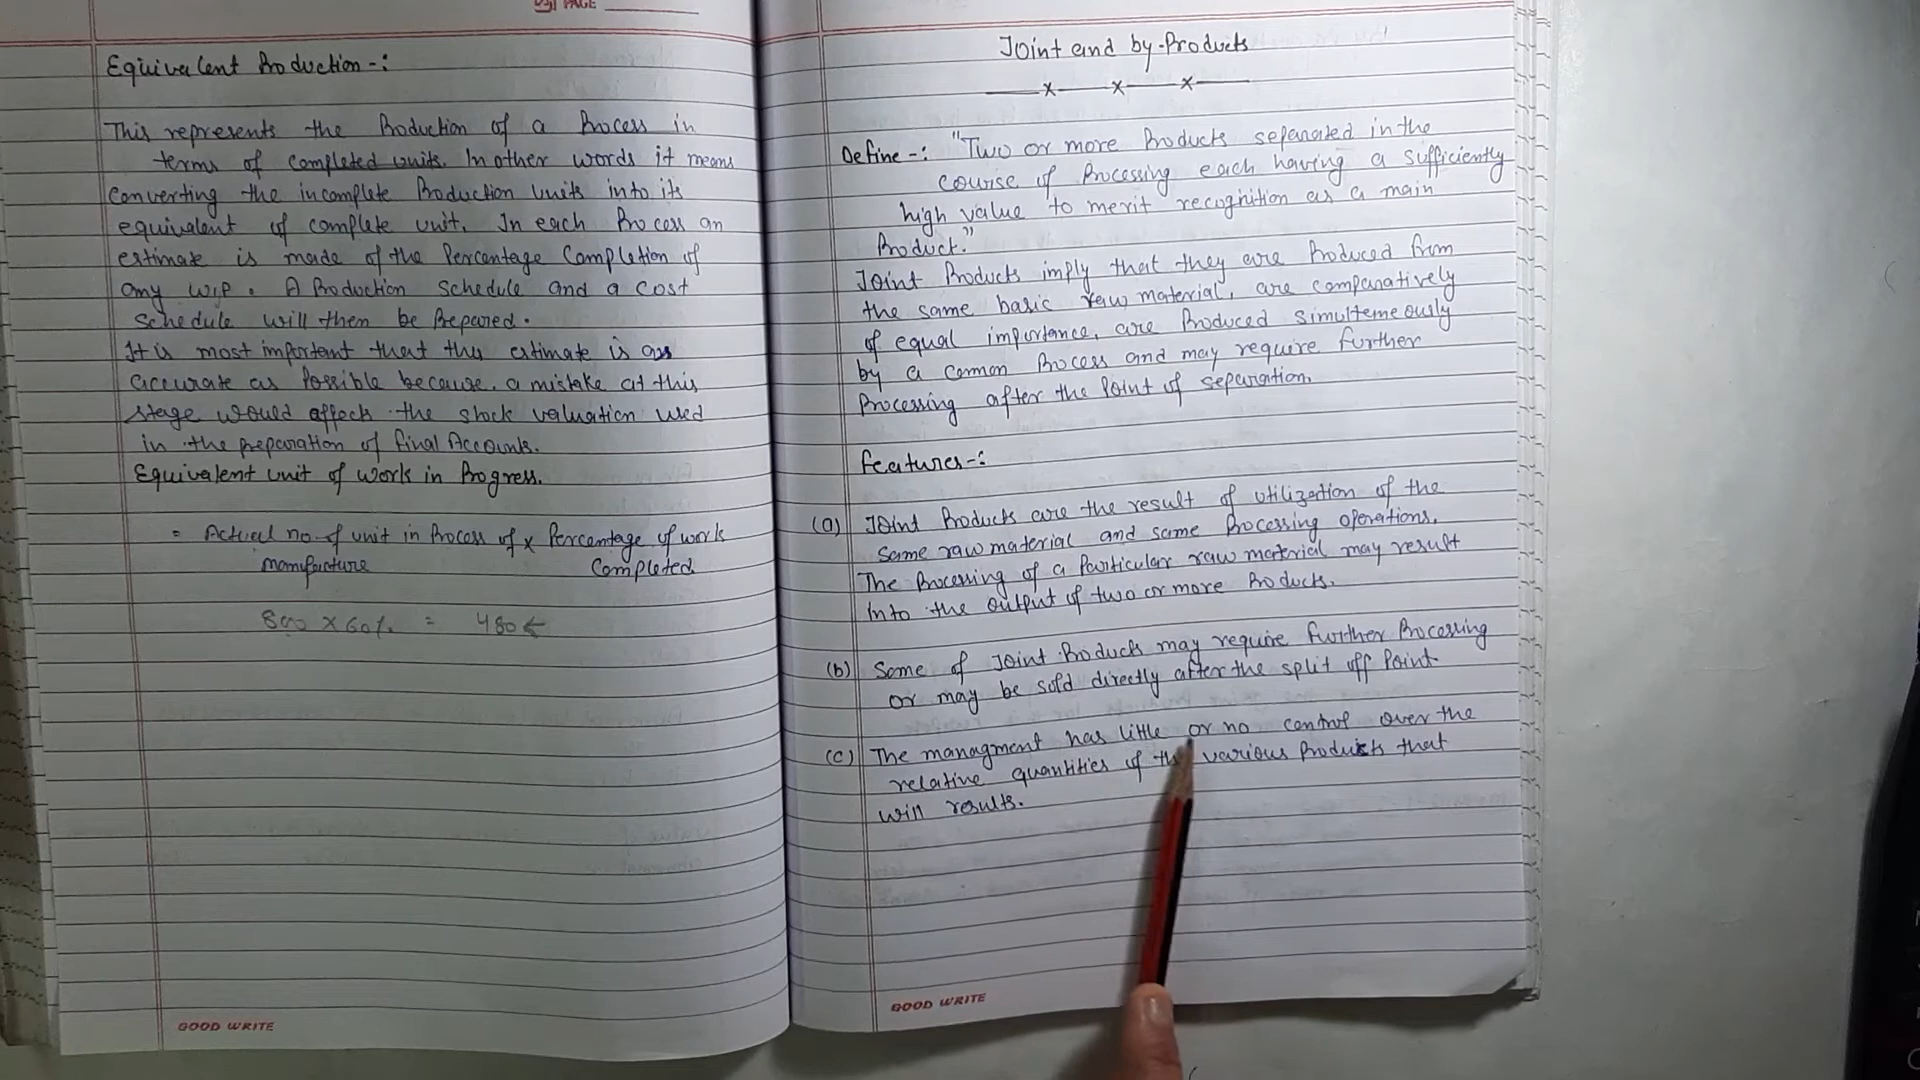 PAGE
Equivalent Production -:
This represents the Production of a Process in
terms of completed units. In other words it means
converting the incomplete Production units into its
equivalent of complete unit. In each Process an
estimate is made of the Percentage Completion of
any WIP. A Production schedule and a cost
schedule will then be Prepared.
It is most important that this estimate is as
accurate as Possible because, a mistake at this
stage would affect the stock valuation used
in the preparation of final Accounts.
Equivalent unit of work in Progress.
= Actual no of unit in Process of x Percentage of work
manufacture Completed
800 x 60% = 480
GOOD WRITE
Joint and by-Products
Define -: "Two or more Products separated in the
course of Processing each having a sufficiently
high value to merit recognition as a main
Product."
Joint Products imply that they are Produced from
the same basic raw material, are comparatively
of equal importance, are Produced simultemeously
by a common Process and may require further
Processing after the Point of separation.
Features -:
(a) Joint Products are the result of utilization of the
same raw material and same Processing operations.
The Processing of a Particular raw material may result
into the output of two or more Products.
(b) Some of Joint Products may require further Processing
or may be sold directly after the split off Point
(c) The managment has little or no control over the
relative quantities of the various Products that
will results.
GOOD WRITE